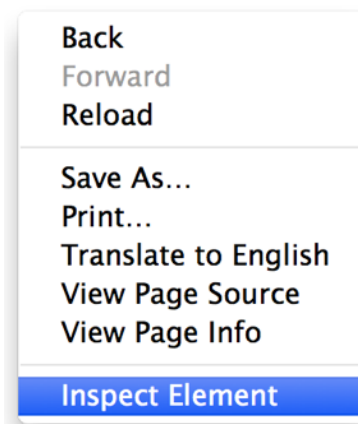 Back
Forward
Reload
Save As...
Print...
Translate to English
View Page Source
View Page Info
Inspect Element